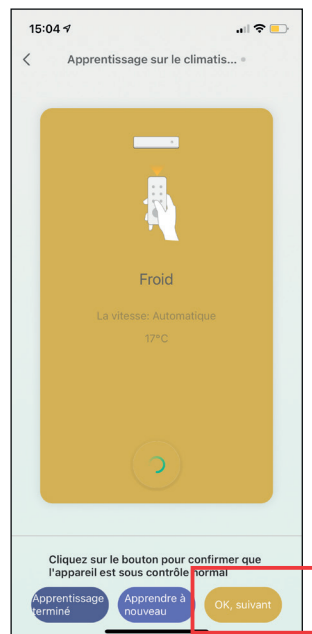 15:04
Apprentissage sur le climatis...
Froid
La vitesse: Automatique
17°C
Cliquez sur le bouton pour confirmer que
l'appareil est sous contrôle normal
Apprentissage
terminé
Apprendre à
nouveau
OK, suivant